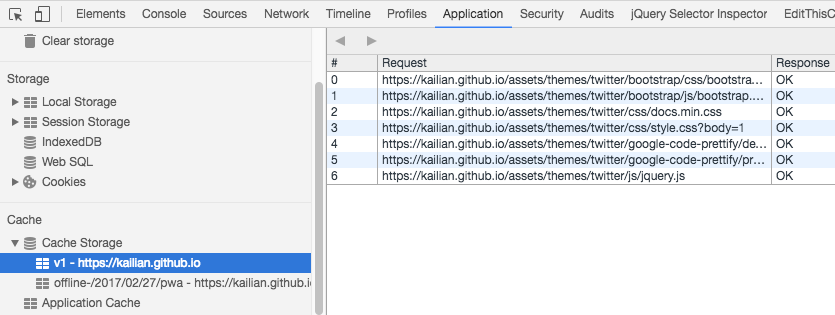 Elements Console Sources Network Timeline Profiles Application Security Audits jQuery Selector Inspector EditThisC
Clear storage
Storage
Local Storage
Session Storage
IndexedDB
Web SQL
Cookies
Cache
Cache Storage
v1 - https://kailian.github.io
offline-/2017/02/27/pwa - https://kailian.github.i
Application Cache
# Request Response
0 https://kailian.github.io/assets/themes/twitter/bootstrap/css/bootstra... OK
1 https://kailian.github.io/assets/themes/twitter/bootstrap/js/bootstrap.... OK
2 https://kailian.github.io/assets/themes/twitter/css/docs.min.css OK
3 https://kailian.github.io/assets/themes/twitter/css/style.css?body=1 OK
4 https://kailian.github.io/assets/themes/twitter/google-code-prettify/de... OK
5 https://kailian.github.io/assets/themes/twitter/google-code-prettify/pr... OK
6 https://kailian.github.io/assets/themes/twitter/js/jquery.js OK